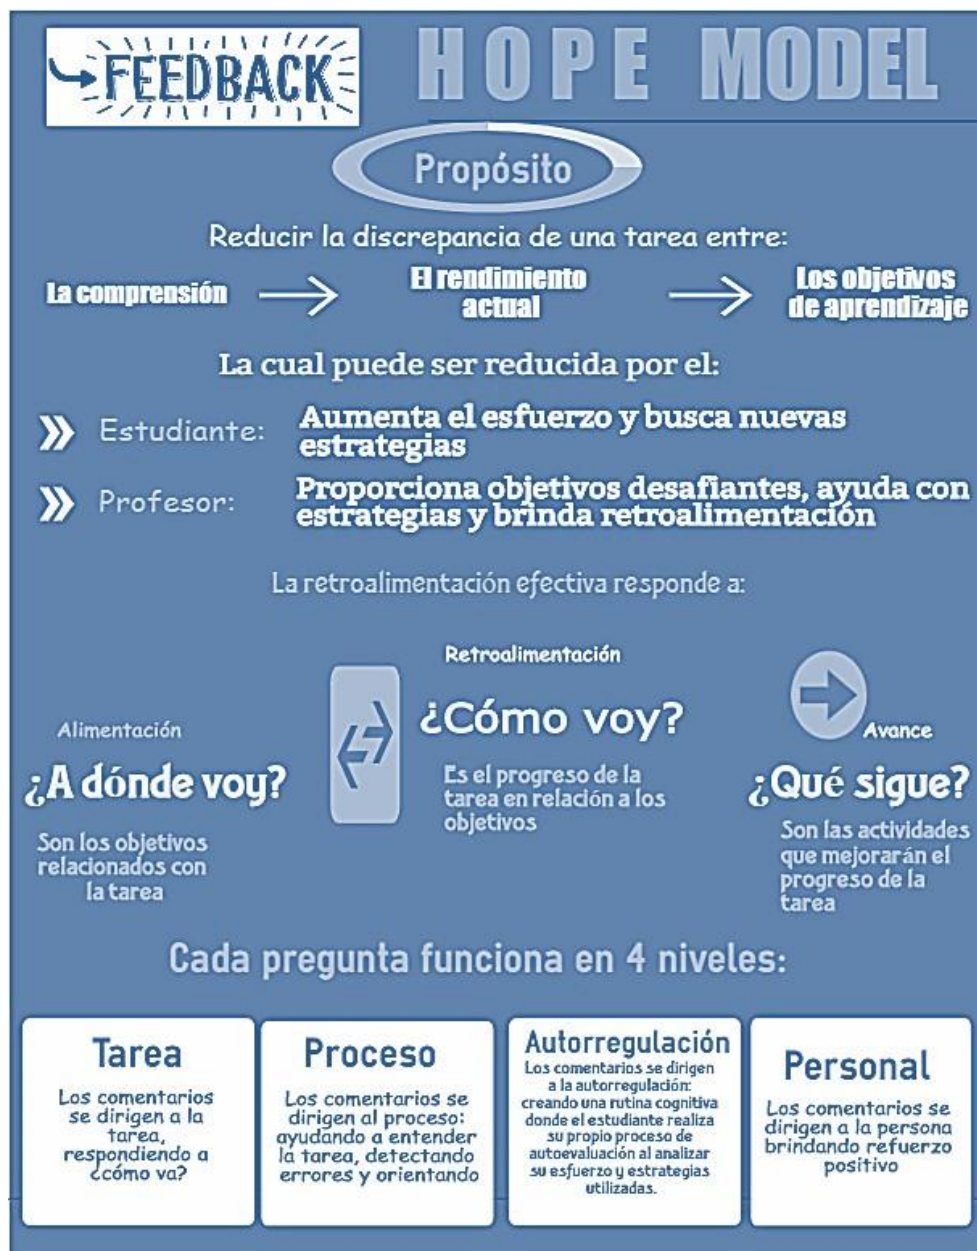 FEEDBACK
HOPE MODEL
Propósito
Reducir la discrepancia de una tarea entre:
La comprensión
El rendimiento
actual
Los objetivos
de aprendizaje
La cual puede ser reducida por el:
Estudiante:
Aumenta el esfuerzo y busca nuevas
estrategias
Profesor:
Proporciona objetivos desafiantes, ayuda con
estrategias y brinda retroalimentación
La retroalimentación efectiva responde a:
Alimentación
¿A dónde voy?
Son los objetivos
relacionados con
la tarea
Retroalimentación
¿Cómo voy?
Es el progreso de la
tarea en relación a los
objetivos
Avance
¿Qué sigue?
Son las actividades
que mejorarán el
progreso de la
tarea
Cada pregunta funciona en 4 niveles:
Tarea
Los comentarios
se dirigen a la
tarea,
respondiendo a
¿cómo va?
Proceso
Los comentarios se
dirigen al proceso:
ayudando a entender
la tarea, detectando
errores y orientando
Autorregulación
Los comentarios se dirigen
a la autorregulación:
creando una rutina cognitiva
donde el estudiante realiza
su propio proceso de
autoevaluación al analizar
su esfuerzo y estrategias
utilizadas.
Personal
Los comentarios se
dirigen a la persona
brindando refuerzo
positivo